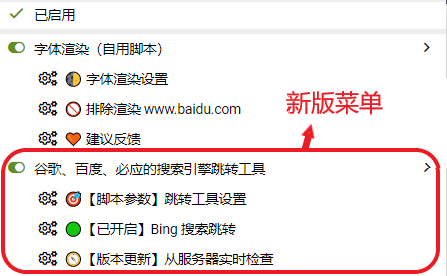 已启用
字体渲染（自用脚本）
字体渲染设置
排除渲染 www.baidu.com
新版菜单
建议反馈
谷歌、百度、必应的搜索引擎跳转工具
【脚本参数】跳转工具设置
【已开启】Bing 搜索跳转
【版本更新】从服务器实时检查